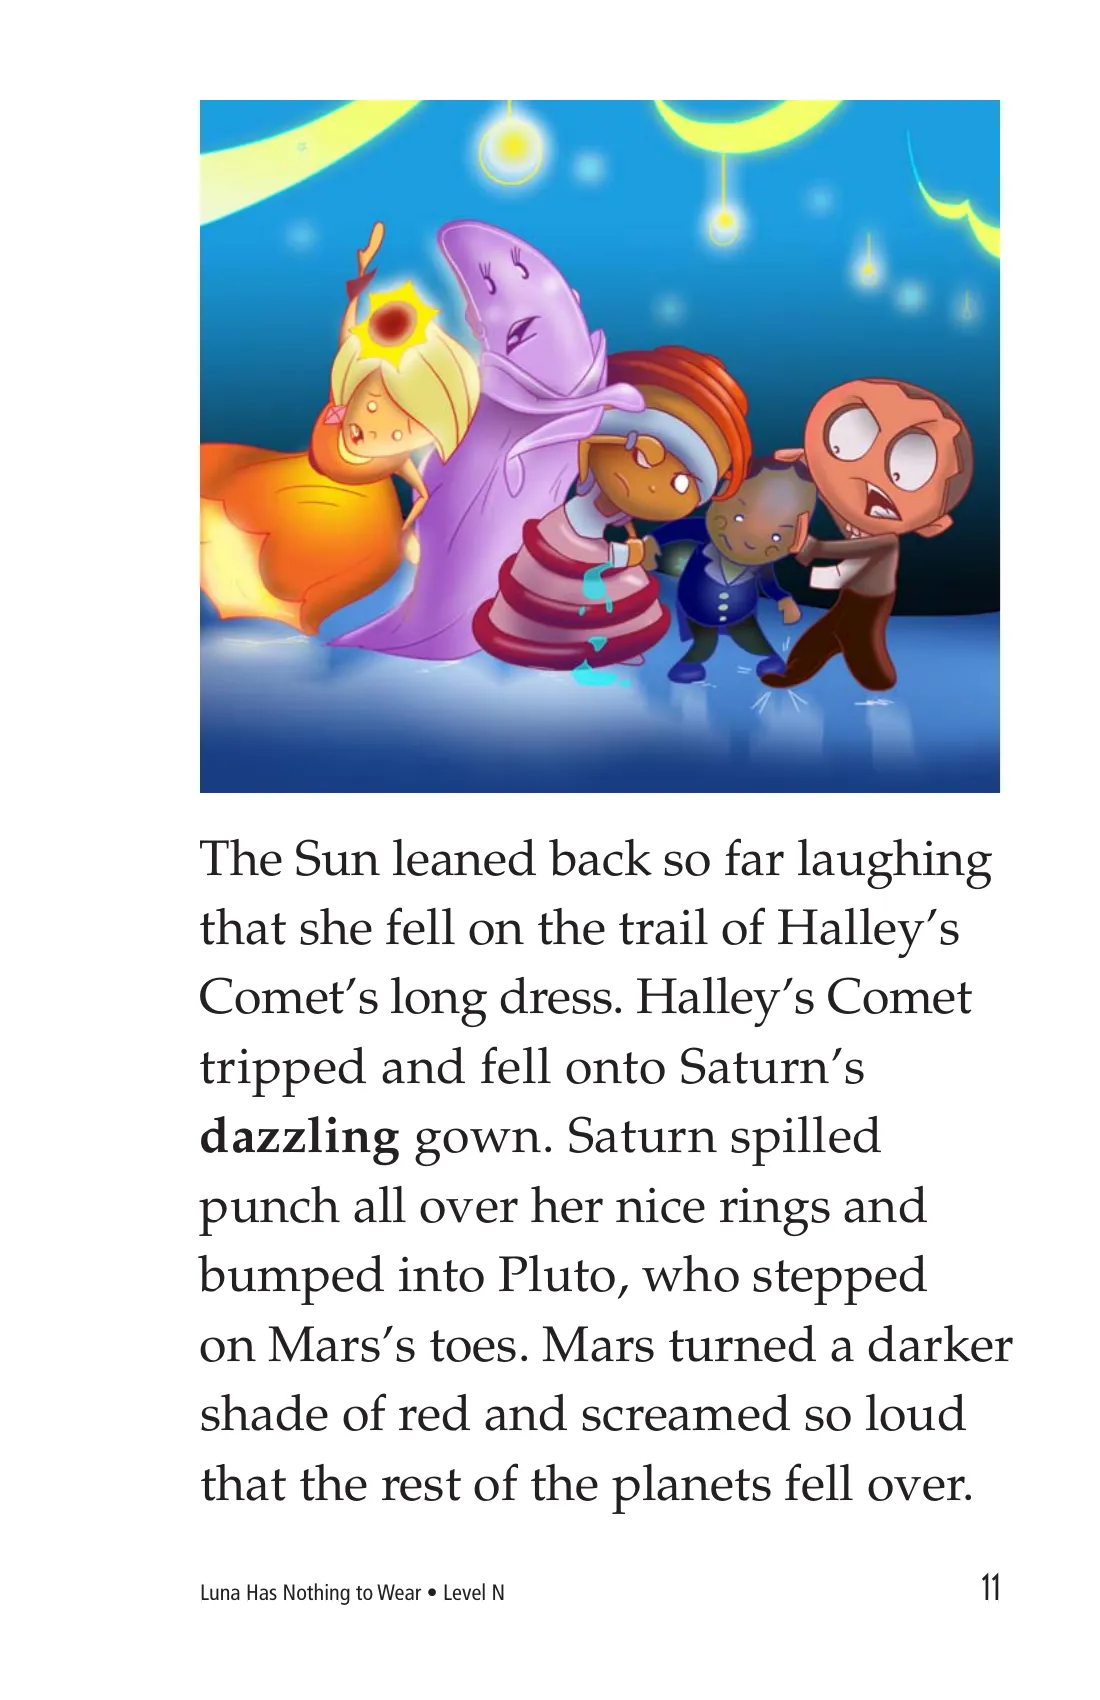 The Sun leaned back so far laughing
that she fell on the trail of Halley’s
Comet’s long dress. Halley’s Comet
tripped and fell onto Saturn’s
dazzling gown. Saturn spilled
punch all over her nice rings and
bumped into Pluto, who stepped
on Mars’s toes. Mars turned a darker
shade of red and screamed so loud
that the rest of the planets fell over.
Luna Has Nothing to Wear • Level N 11